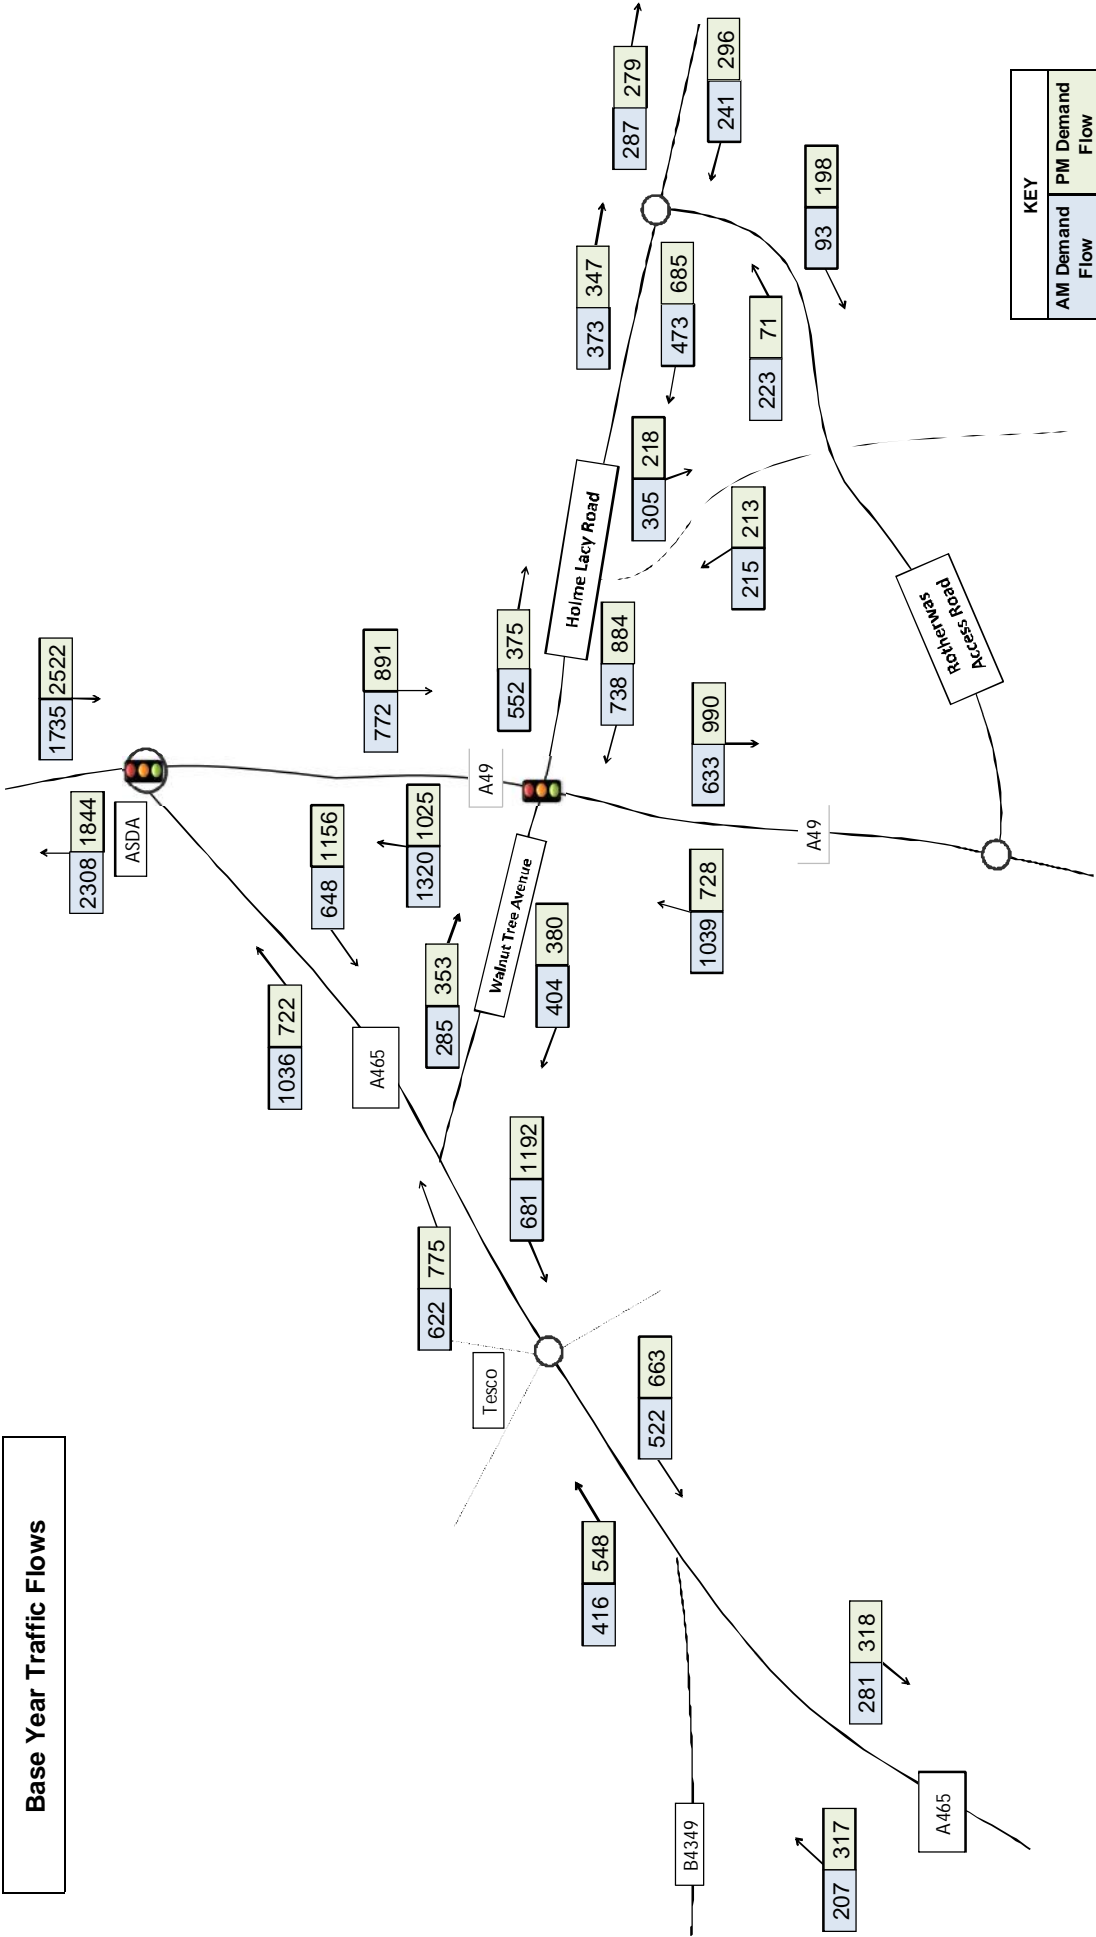 Base Year Traffic Flows
1735 2522
2308 1844
ASDA
772 891
1036 722
648 1156
1320 1025
A49
A465
285 353
Walnut Tree Avenue
404 380
552 375
Holme Lacy Road
738 884
373 347
287 279
241 296
473 685
305 218
215 213
223 71
93 198
Rotherwas
Access Road
633 990
1039 728
A49
622 775
681 1192
Tesco
522 663
416 548
B4349
281 318
A465
207 317
KEY
AM Demand
Flow
PM Demand
Flow